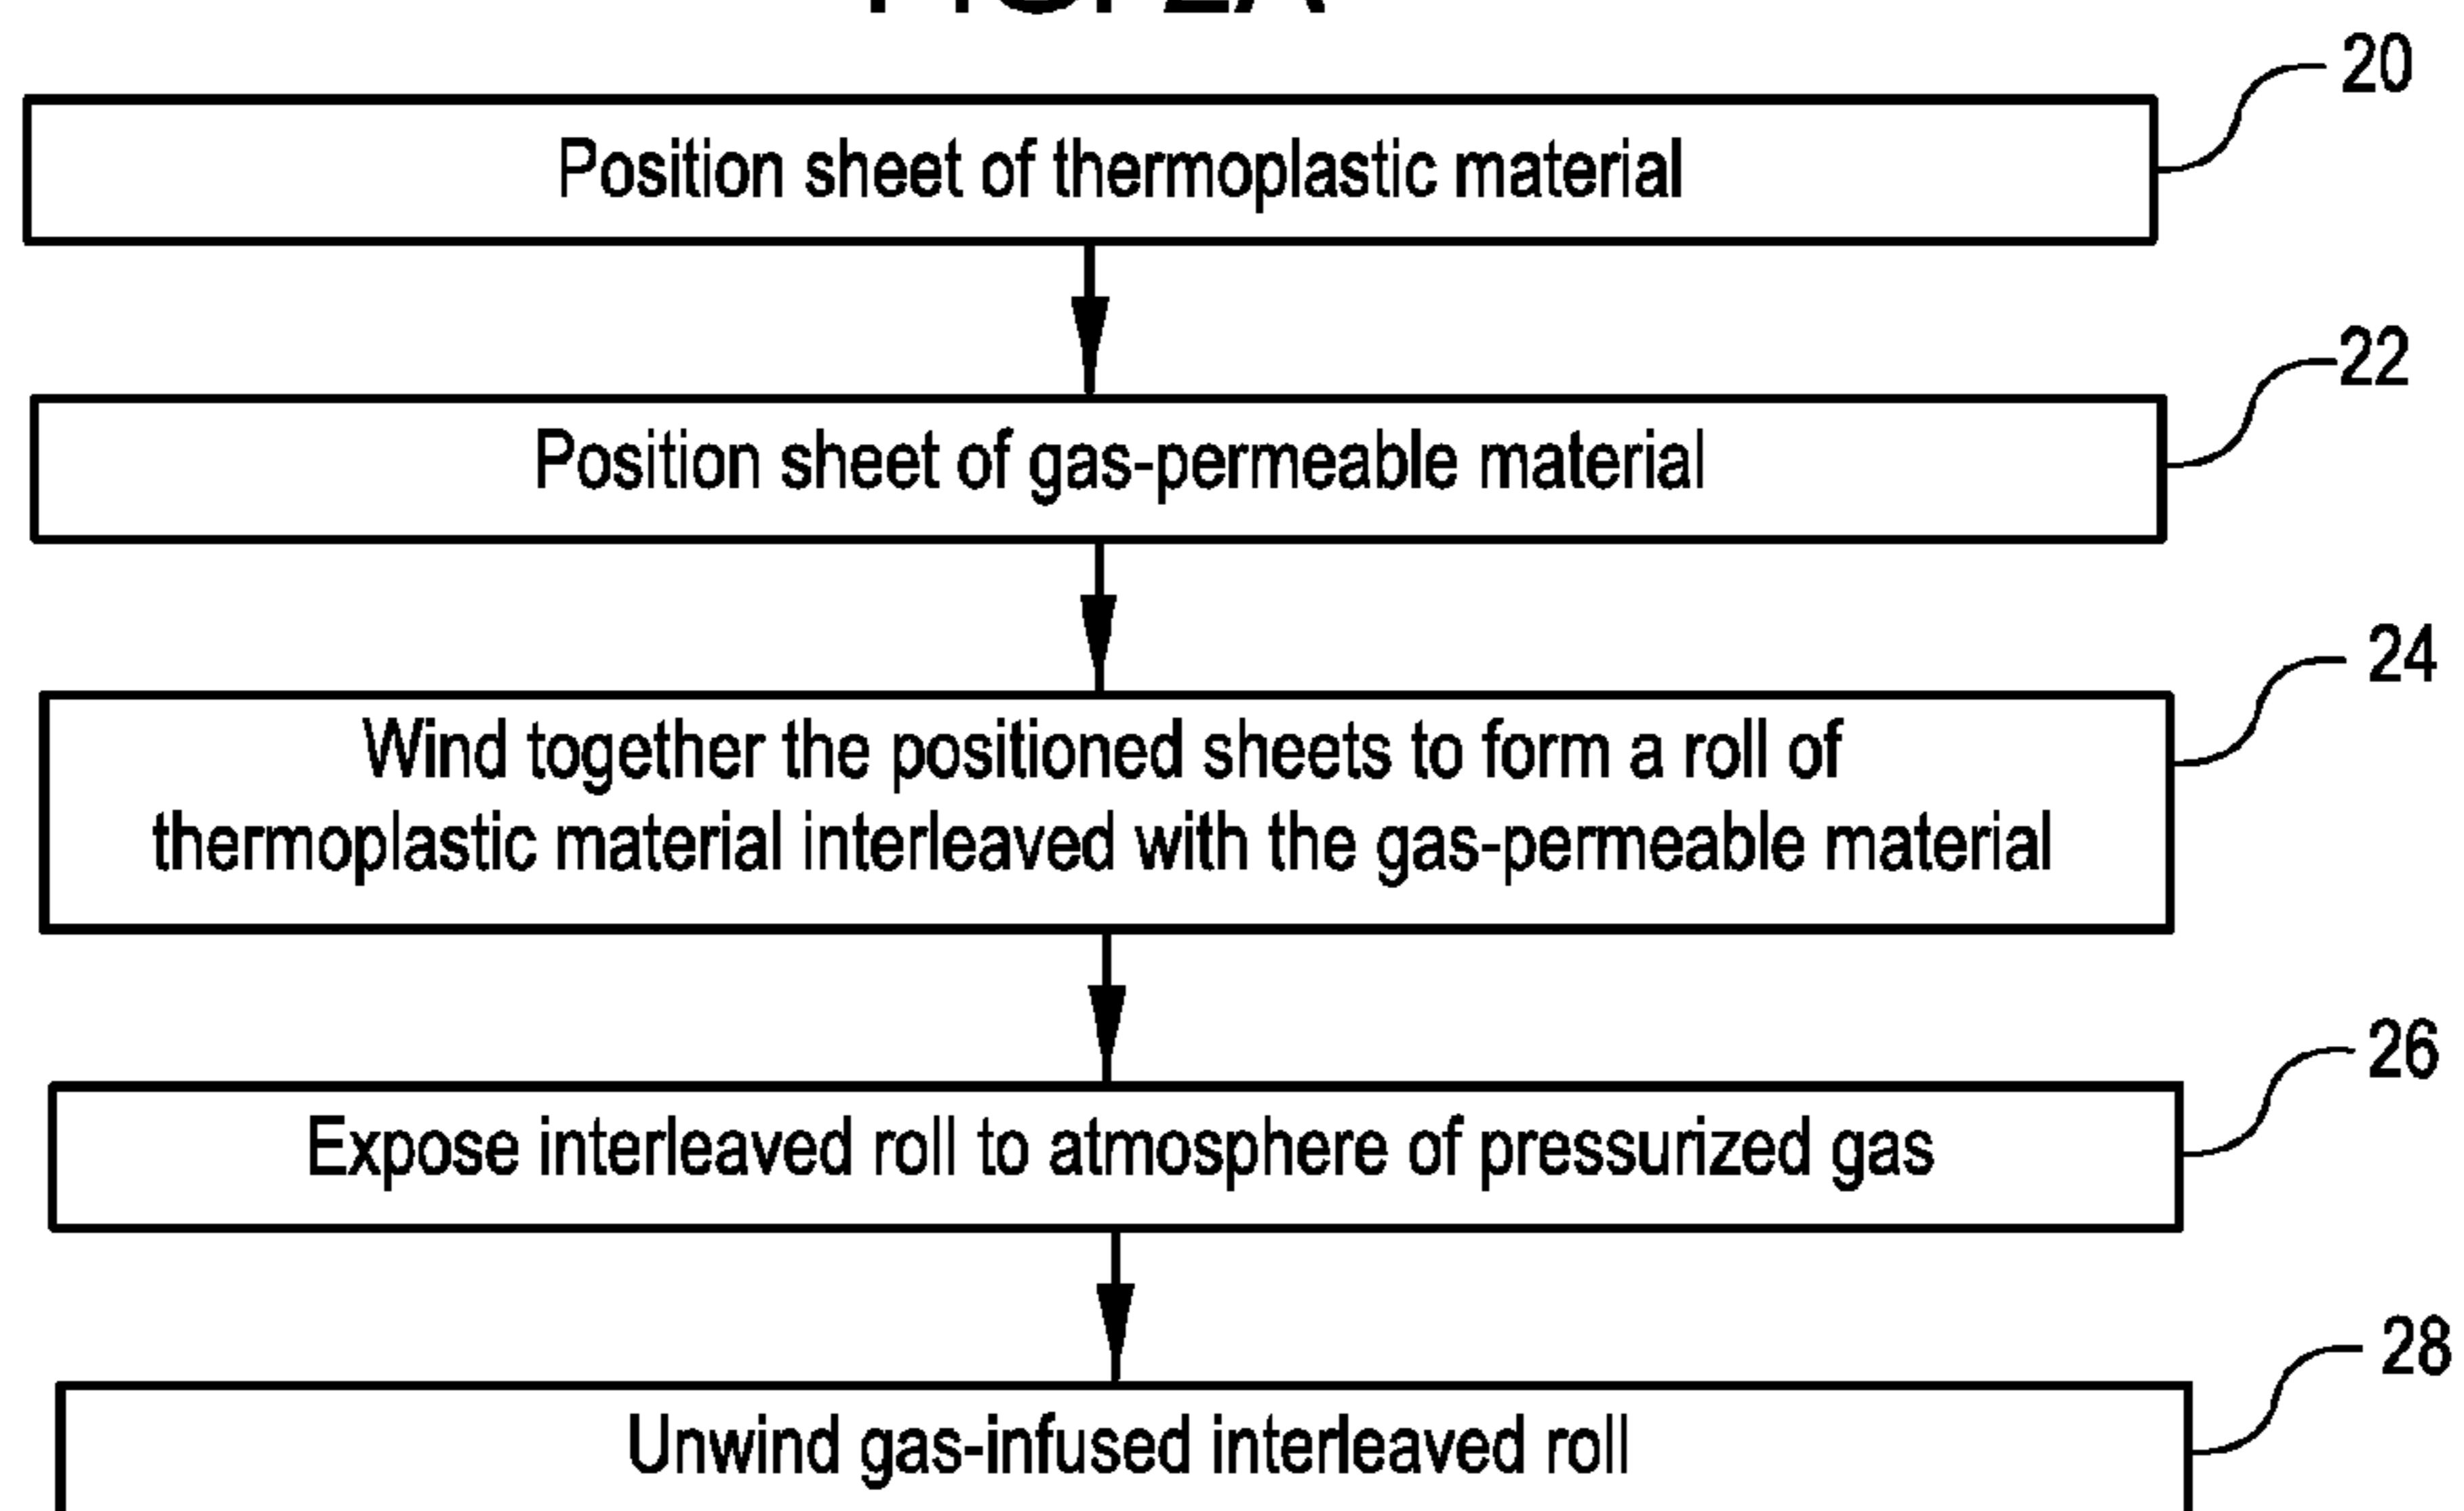 20
Position sheet of thermoplastic material
22
Position sheet of gas-permeable material
24
Wind together the positioned sheets to form a roll of
thermoplastic material interleaved with the gas-permeable material
26
Expose interleaved roll to atmosphere of pressurized gas
28
Unwind gas-infused interleaved roll